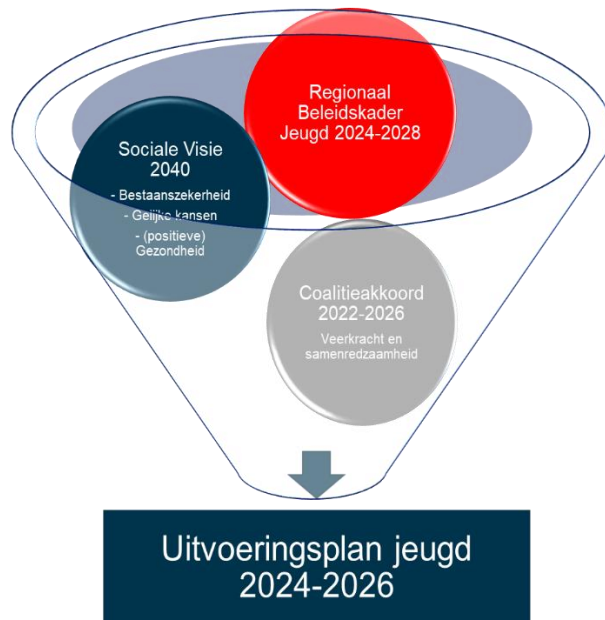 Regionaal
Beleidskader
Jeugd 2024-2028
Sociale Visie
2040
- Bestaanszekerheid
- Gelijke kansen
- (positieve)
Gezondheid
Coalitieakkoord
2022-2026
Veerkracht en
samenredzaamheid
Uitvoeringsplan jeugd
2024-2026